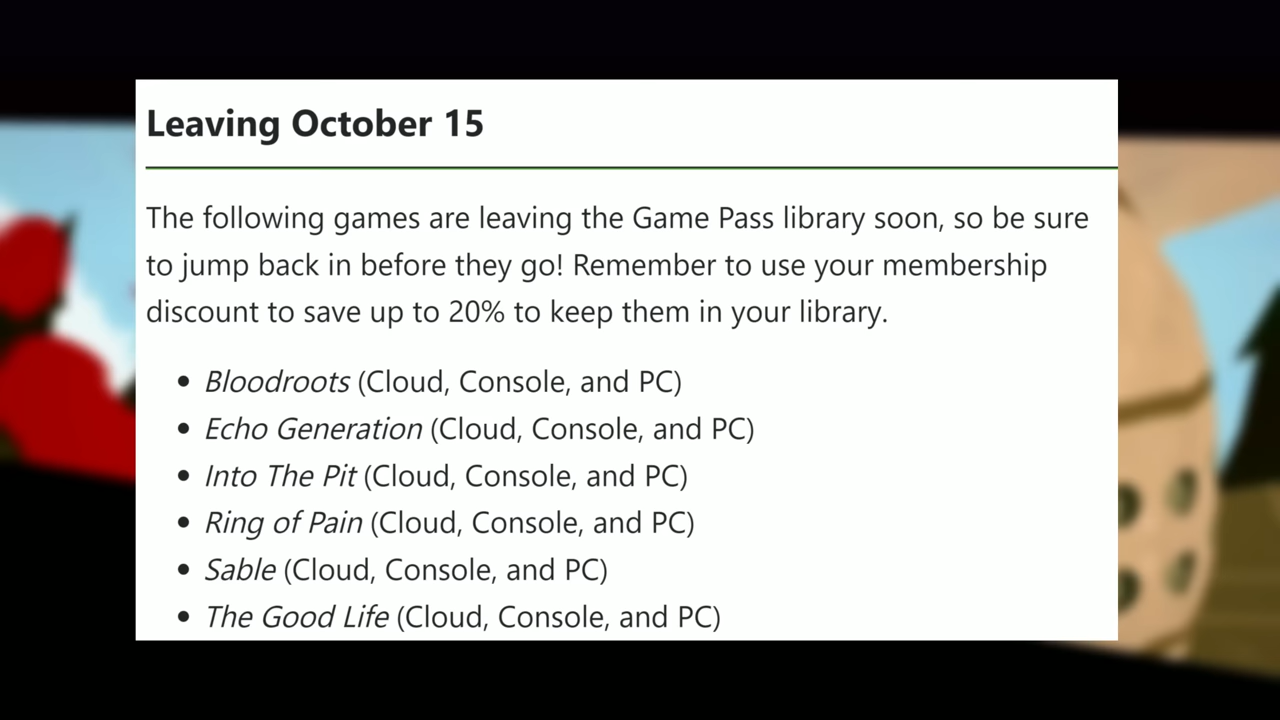 Leaving October 15
The following games are leaving the Game Pass library soon, so be sure
to jump back in before they go! Remember to use your membership
discount to save up to 20% to keep them in your library.
• Bloodroots (Cloud, Console, and PC)
• Echo Generation (Cloud, Console, and PC)
• Into The Pit (Cloud, Console, and PC)
• Ring of Pain (Cloud, Console, and PC)
• Sable (Cloud, Console, and PC)
• The Good Life (Cloud, Console, and PC)